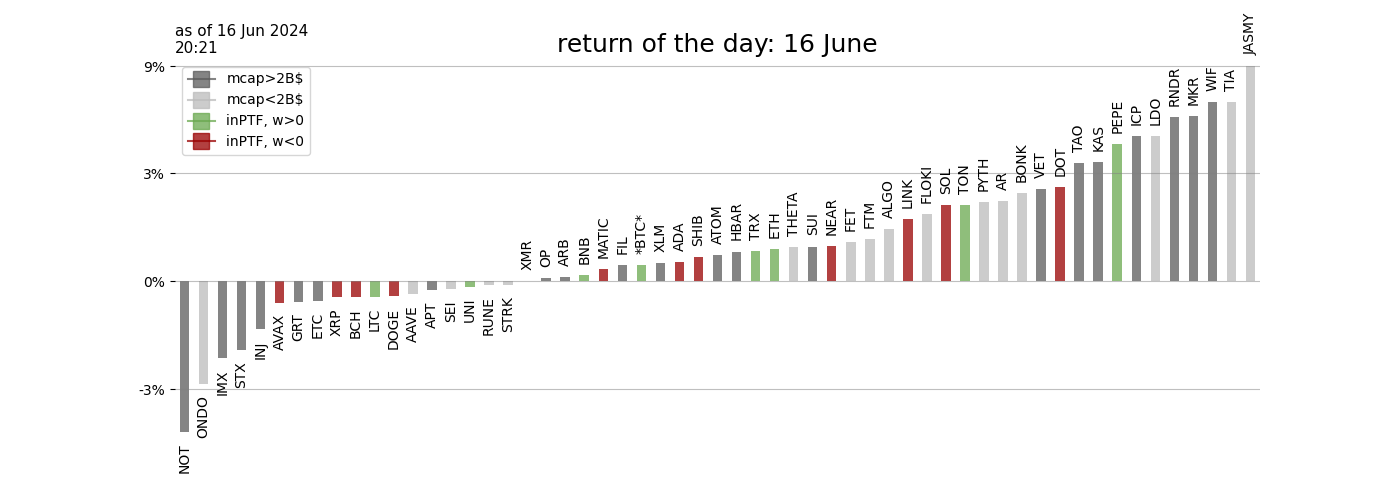 as of 16 Jun 2024
20:21
return of the day: 16 June
9%
3%
0%
-3%
mcap>2B$
mcap<2B$
inPTF, w>0
inPTF, w<0
NOT
ONDO
IMX
STX
INJ
AVAX
GRT
ETC
XRP
BCH
LTC
DOGE
AAVE
APT
SEI
UNI
RUNE
STRK
XMR
OP
ARB
BNB
MATIC
FIL
*BTC*
XLM
ADA
SHIB
ATOM
HBAR
TRX
ETH
THETA
SUI
NEAR
FET
FTM
ALGO
LINK
FLOKI
SOL
TON
PYTH
AR
BONK
VET
DOT
TAO
KAS
PEPE
ICP
LDO
RNDR
MKR
WIF
TIA
JASMY